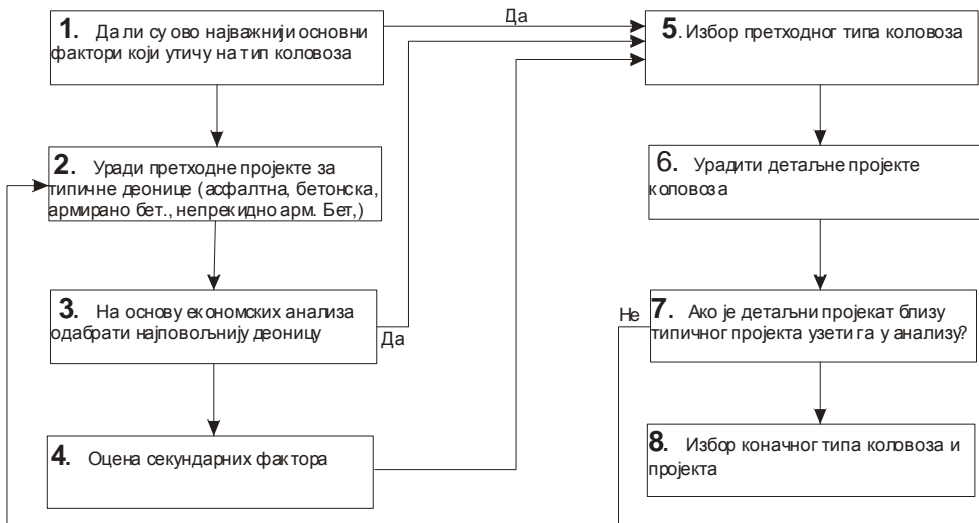 1. Да ли су ово најважнији основни
фактори који утичу на тип коловоза
Да
2. Уради претходне пројекте за
типичне деонице (асфалтна, бетонска,
армирано бет., непрекидно арм. Бет,)
3. На основу економских анализа
одабрати најповољнију деоницу
Да
4. Оцена секундарних фактора
5. Избор претходног типа коловоза
6. Урадити детаљне пројекте
коловоза
Не
7. Ако је детаљни пројекат близу
типичног пројекта узети га у анализу?
8. Избор коначног типа коловоза и
пројекта